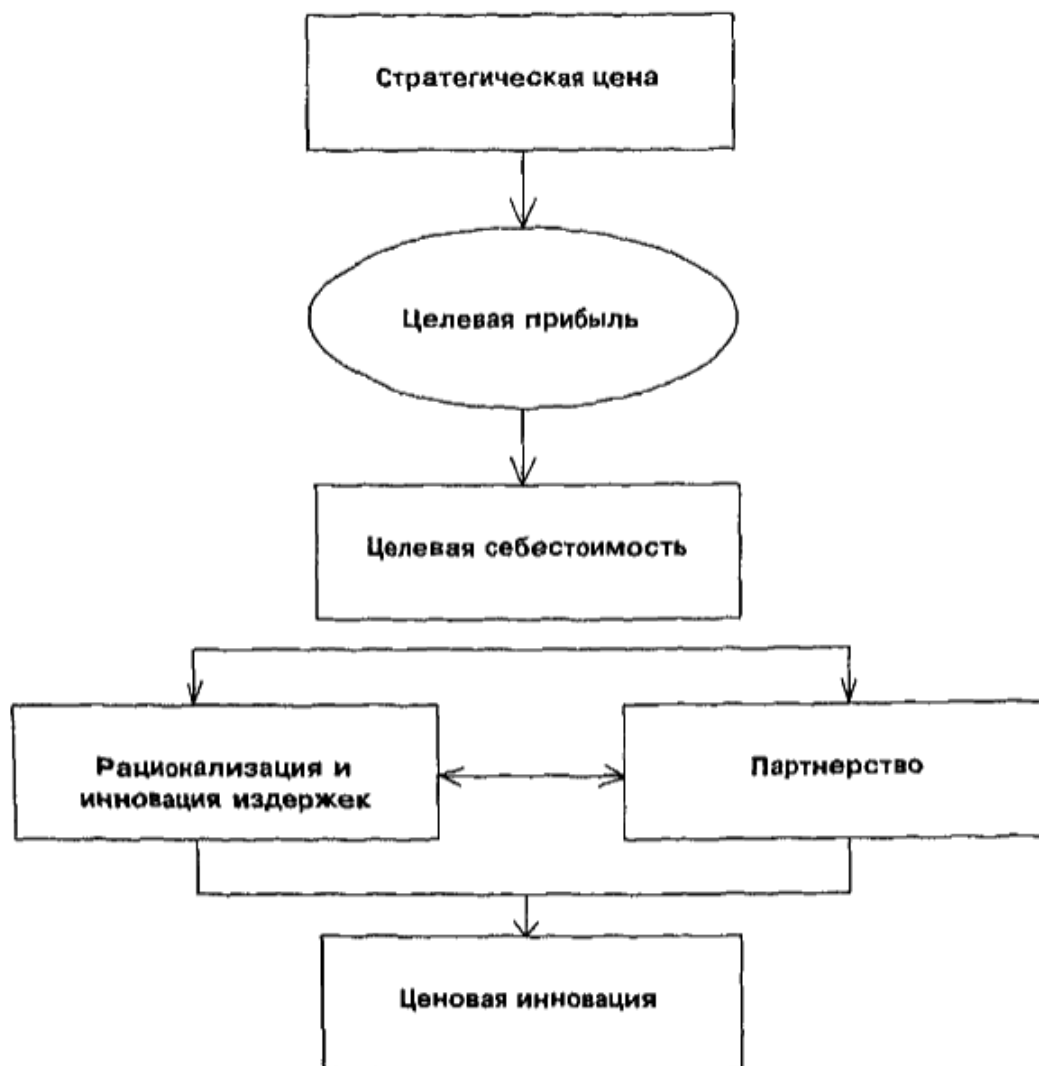 Стратегическая цена
Целевая прибыль
Целевая себестоимость
Рационализация и
инновация издержек
Партнерство
Ценовая инновация